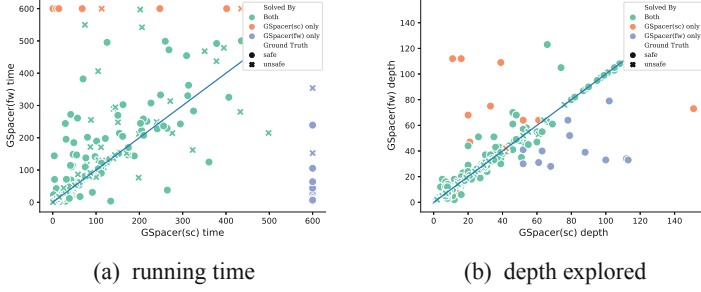 Solved By
Both
GSpacer(sc) only
GSpacer(fw) only
Ground Truth
safe
unsafe
600
500
400
300
200
100
0
GSpacer(fw) time
0 100 200 300 400 500 600
GSpacer(sc) time
(a) running time
Solved By
Both
GSpacer(sc) only
GSpacer(fw) only
Ground Truth
safe
unsafe
140
120
100
80
60
40
20
0
GSpacer(fw) depth
0 20 40 60 80 100 120 140
GSpacer(sc) depth
(b) depth explored